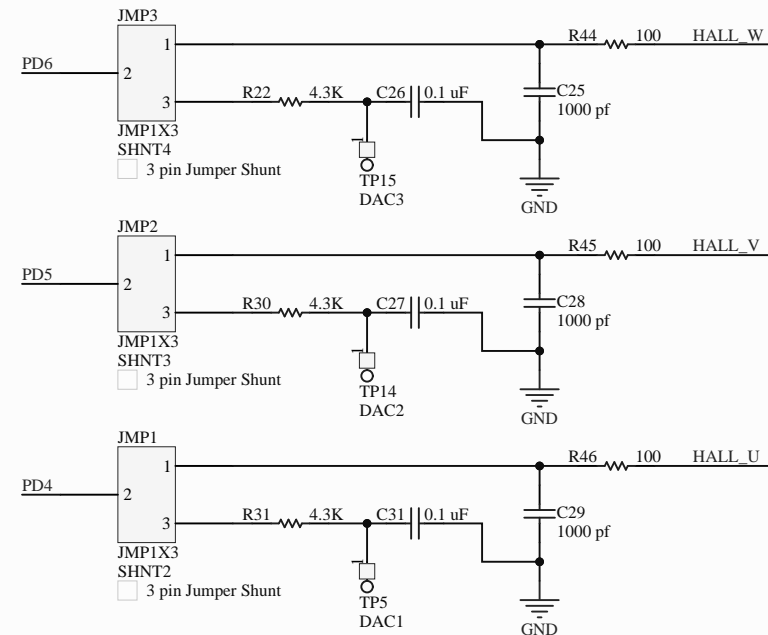 JMP3
1 R44 100 HALL_W
PD6 2
3 R22 4.3K C26 0.1 uF C25
1000 pf
JMP1X3 1
SHNT4
3 pin Jumper Shunt TP15
DAC3
GND
JMP2
1 R45 100 HALL_V
PD5 2
3 R30 4.3K C27 0.1 uF C28
1000 pf
JMP1X3 1
SHNT3
3 pin Jumper Shunt TP14
DAC2
GND
JMP1
1 R46 100 HALL_U
PD4 2
3 R31 4.3K C31 0.1 uF C29
1000 pf
JMP1X3 1
SHNT2
3 pin Jumper Shunt TP5
DAC1
GND